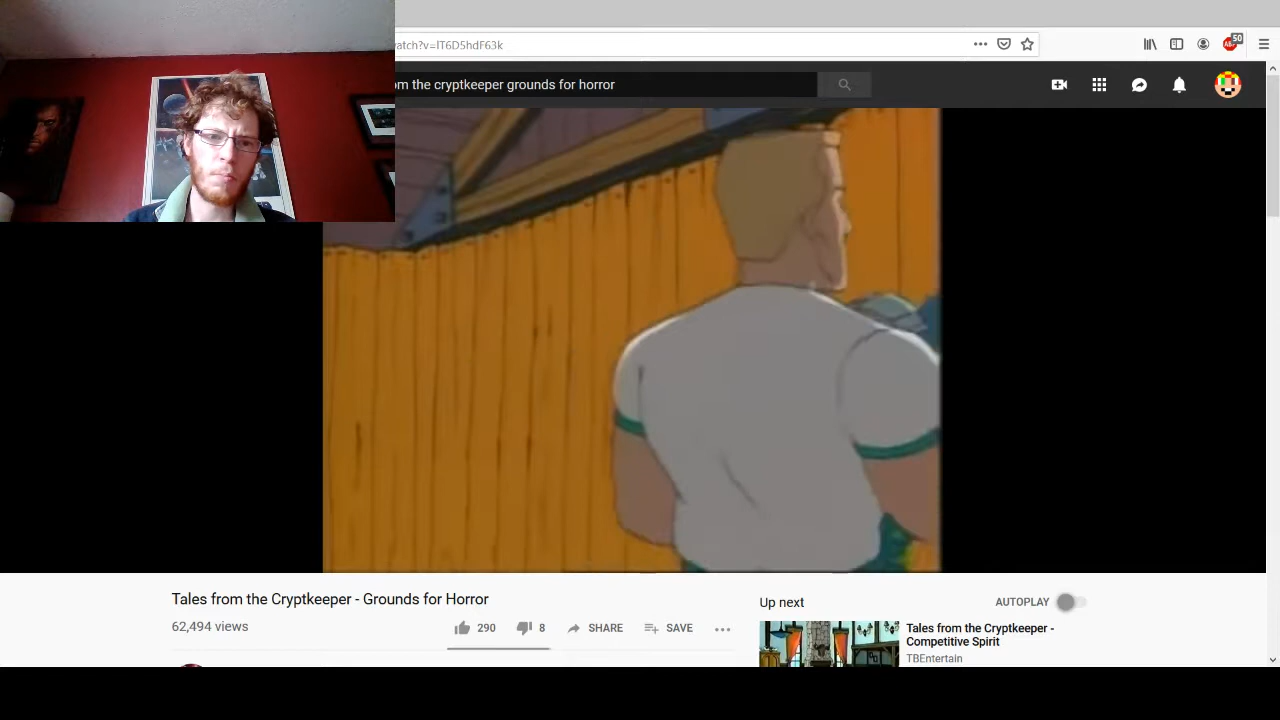 atch?v=lT6D5hdF63k
50
om the cryptkeeper grounds for horror
Tales from the Cryptkeeper - Grounds for Horror
62,494 views
290
8
SHARE
SAVE
Up next
AUTOPLAY
Tales from the Cryptkeeper -
Competitive Spirit
TBEntertain